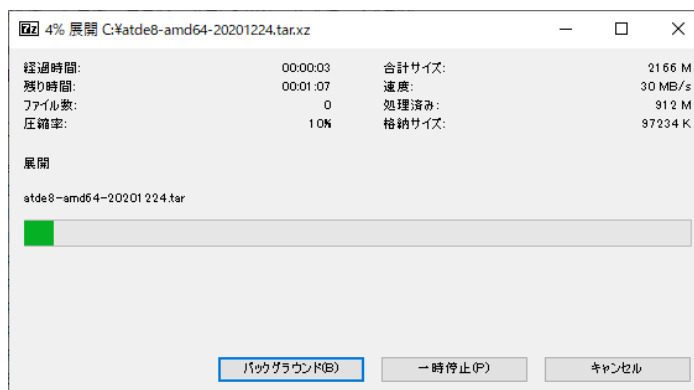 7z 4% 展開 C:¥atde8-amd64-20201224.tar.xz
経過時間: 00:00:03 合計サイズ: 2166 M
残り時間: 00:01:07 速度: 30 MB/s
ファイル数: 0 処理済み: 912 M
圧縮率: 10% 格納サイズ: 97234 K
展開
atde8-amd64-20201224.tar
バックグラウンド(B) 一時停止(P) キャンセル